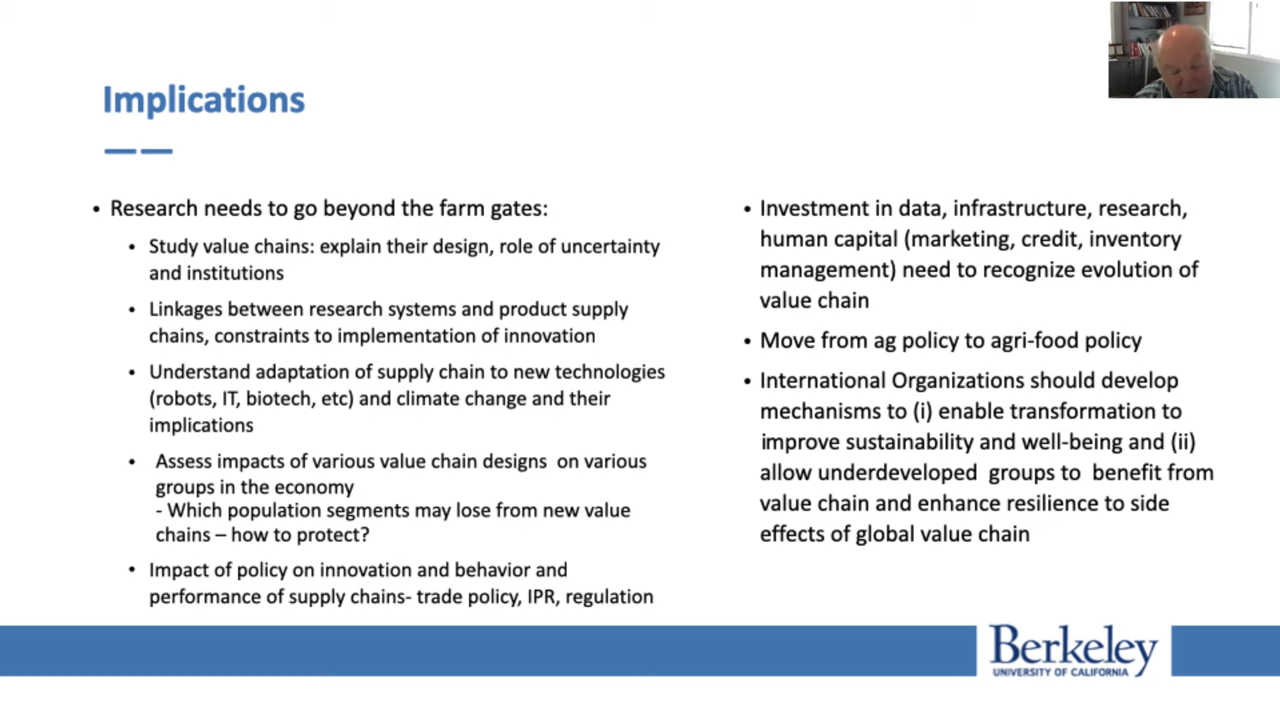 Implications
• Research needs to go beyond the farm gates:
• Study value chains: explain their design, role of uncertainty
and institutions
• Linkages between research systems and product supply
chains, constraints to implementation of innovation
• Understand adaptation of supply chain to new technologies
(robots, IT, biotech, etc) and climate change and their
implications
• Assess impacts of various value chain designs on various
groups in the economy
- Which population segments may lose from new value
chains – how to protect?
• Impact of policy on innovation and behavior and
performance of supply chains- trade policy, IPR, regulation
• Investment in data, infrastructure, research,
human capital (marketing, credit, inventory
management) need to recognize evolution of
value chain
• Move from ag policy to agri-food policy
• International Organizations should develop
mechanisms to (i) enable transformation to
improve sustainability and well-being and (ii)
allow underdeveloped groups to benefit from
value chain and enhance resilience to side
effects of global value chain
Berkeley
UNIVERSITY OF CALIFORNIA